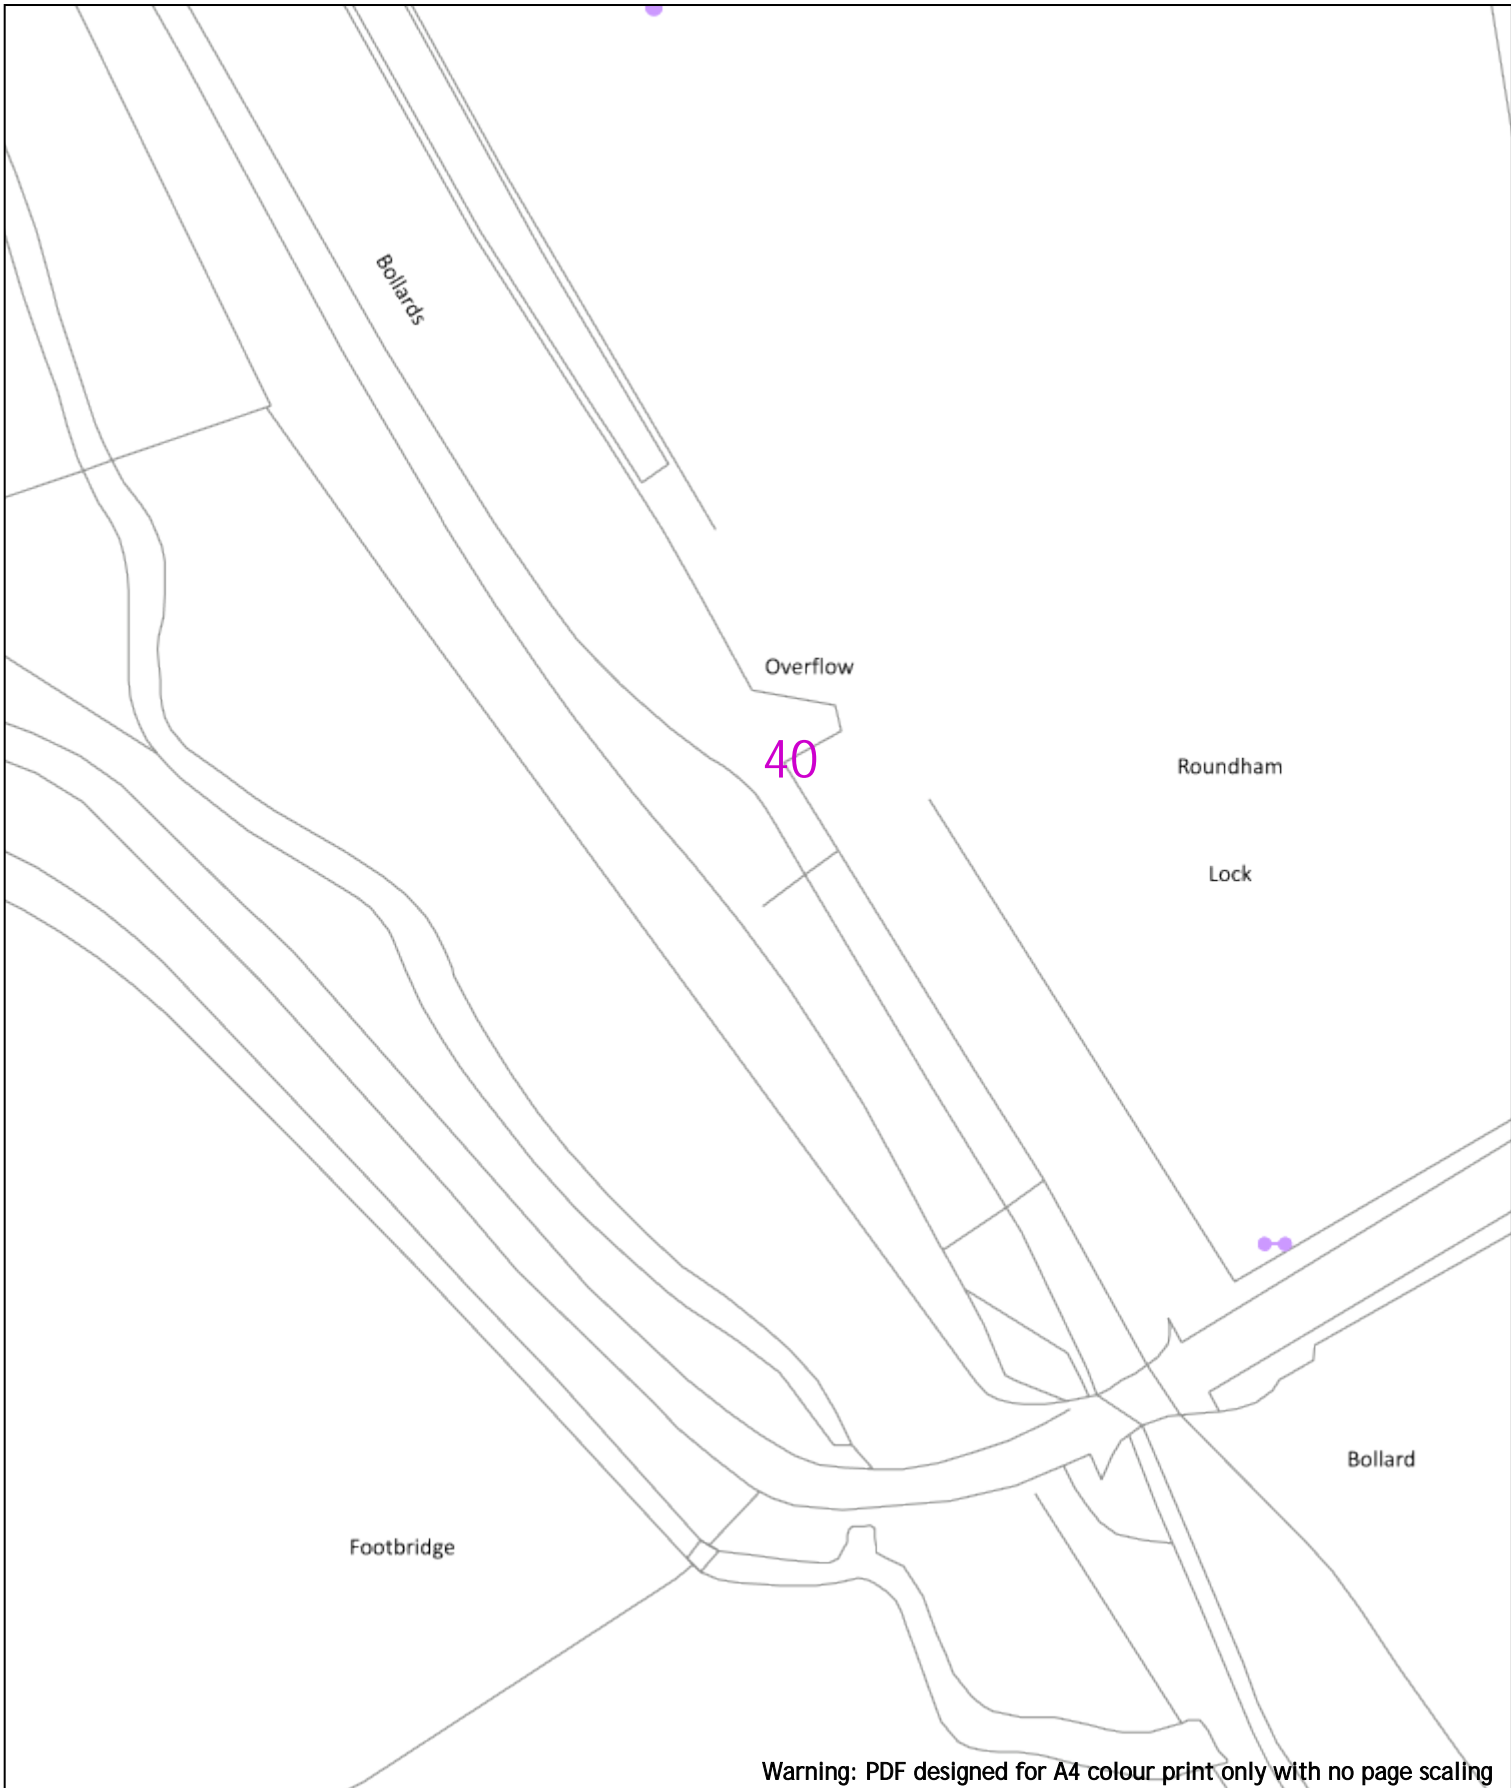 Bollards
Overflow
40
Roundham
Lock
Bollard
Footbridge
Warning: PDF designed for A4 colour print only with no page scaling